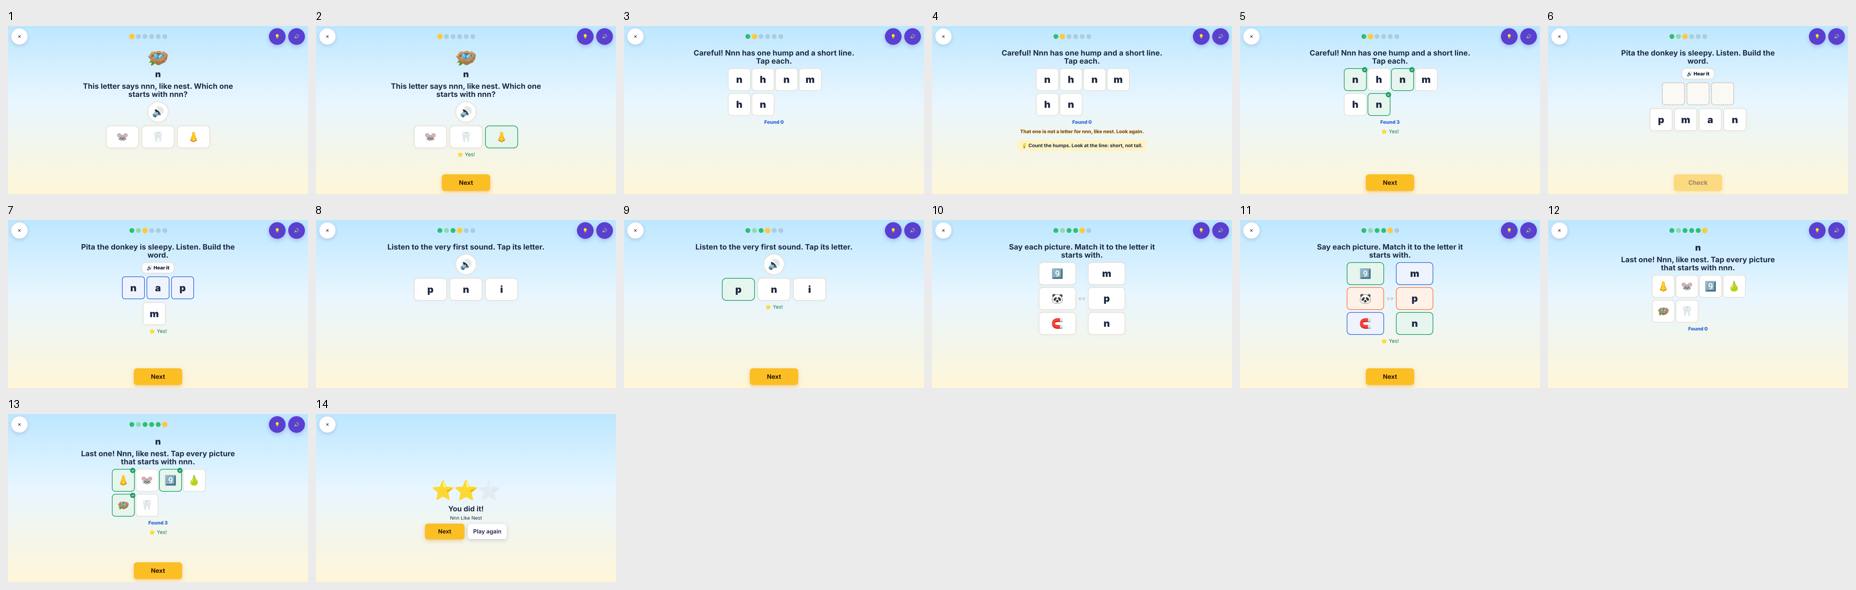 1
n
This letter says nnn, like nest. Which one
starts with nnn?
2
n
This letter says nnn, like nest. Which one
starts with nnn?
Yes!
Next
3
Careful! Nnn has one hump and a short line.
Tap each.
n h n m
h n
Found 0
4
Careful! Nnn has one hump and a short line.
Tap each.
n h n m
h n
Found 0
That one is not a letter for nnn, like nest. Look again.
Count the humps. Look at the line: short, not tall.
5
Careful! Nnn has one hump and a short line.
Tap each.
n h n m
h n
Found 3
Yes!
Next
6
Pita the donkey is sleepy. Listen. Build the
word.
Hear it
p m a n
Check
7
Pita the donkey is sleepy. Listen. Build the
word.
Hear it
n a p
m
Yes!
Next
8
Listen to the very first sound. Tap its letter.
p n i
9
Listen to the very first sound. Tap its letter.
p n i
Yes!
Next
10
Say each picture. Match it to the letter it
starts with.
9 m
p
n
11
Say each picture. Match it to the letter it
starts with.
9 m
p
n
Yes!
Next
12
n
Last one! Nnn, like nest. Tap every picture
that starts with nnn.
9
Found 0
13
n
Last one! Nnn, like nest. Tap every picture
that starts with nnn.
9
Found 3
Yes!
Next
14
You did it!
Nnn Like Nest
Next Play again